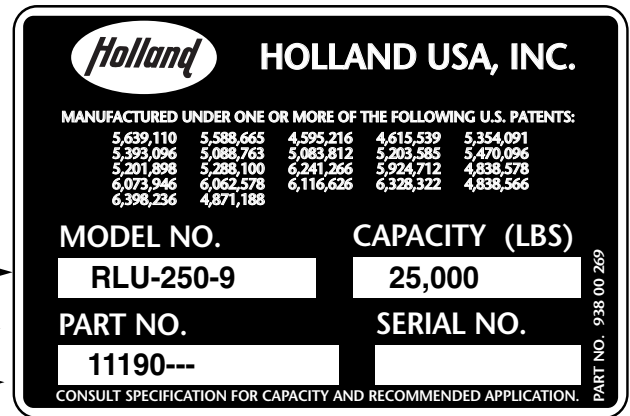 Holland HOLLAND USA, INC.
MANUFACTURED UNDER ONE OR MORE OF THE FOLLOWING U.S. PATENTS:
5,639,110 5,588,665 4,595,216 4,615,539 5,354,091
5,393,096 5,088,763 5,083,812 5,203,585 5,470,096
5,201,898 5,288,100 6,241,266 5,924,712 4,838,578
6,073,946 6,062,578 6,116,626 6,328,322 4,838,566
6,398,236 4,871,188
MODEL NO. CAPACITY (LBS)
RLU-250-9 25,000
PART NO. SERIAL NO.
11190---
CONSULT SPECIFICATION FOR CAPACITY AND RECOMMENDED APPLICATION.
PART NO. 938 00 269